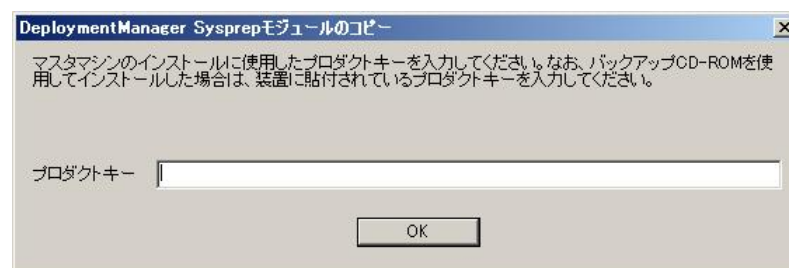 DeploymentManager Sysprepモジュールのコピー
マスタマシンのインストールに使用したプロダクトキーを入力してください。なお、バックアップCD-ROMを使
用してインストールした場合は、装置に貼付されているプロダクトキーを入力してください。
プロダクトキー
OK